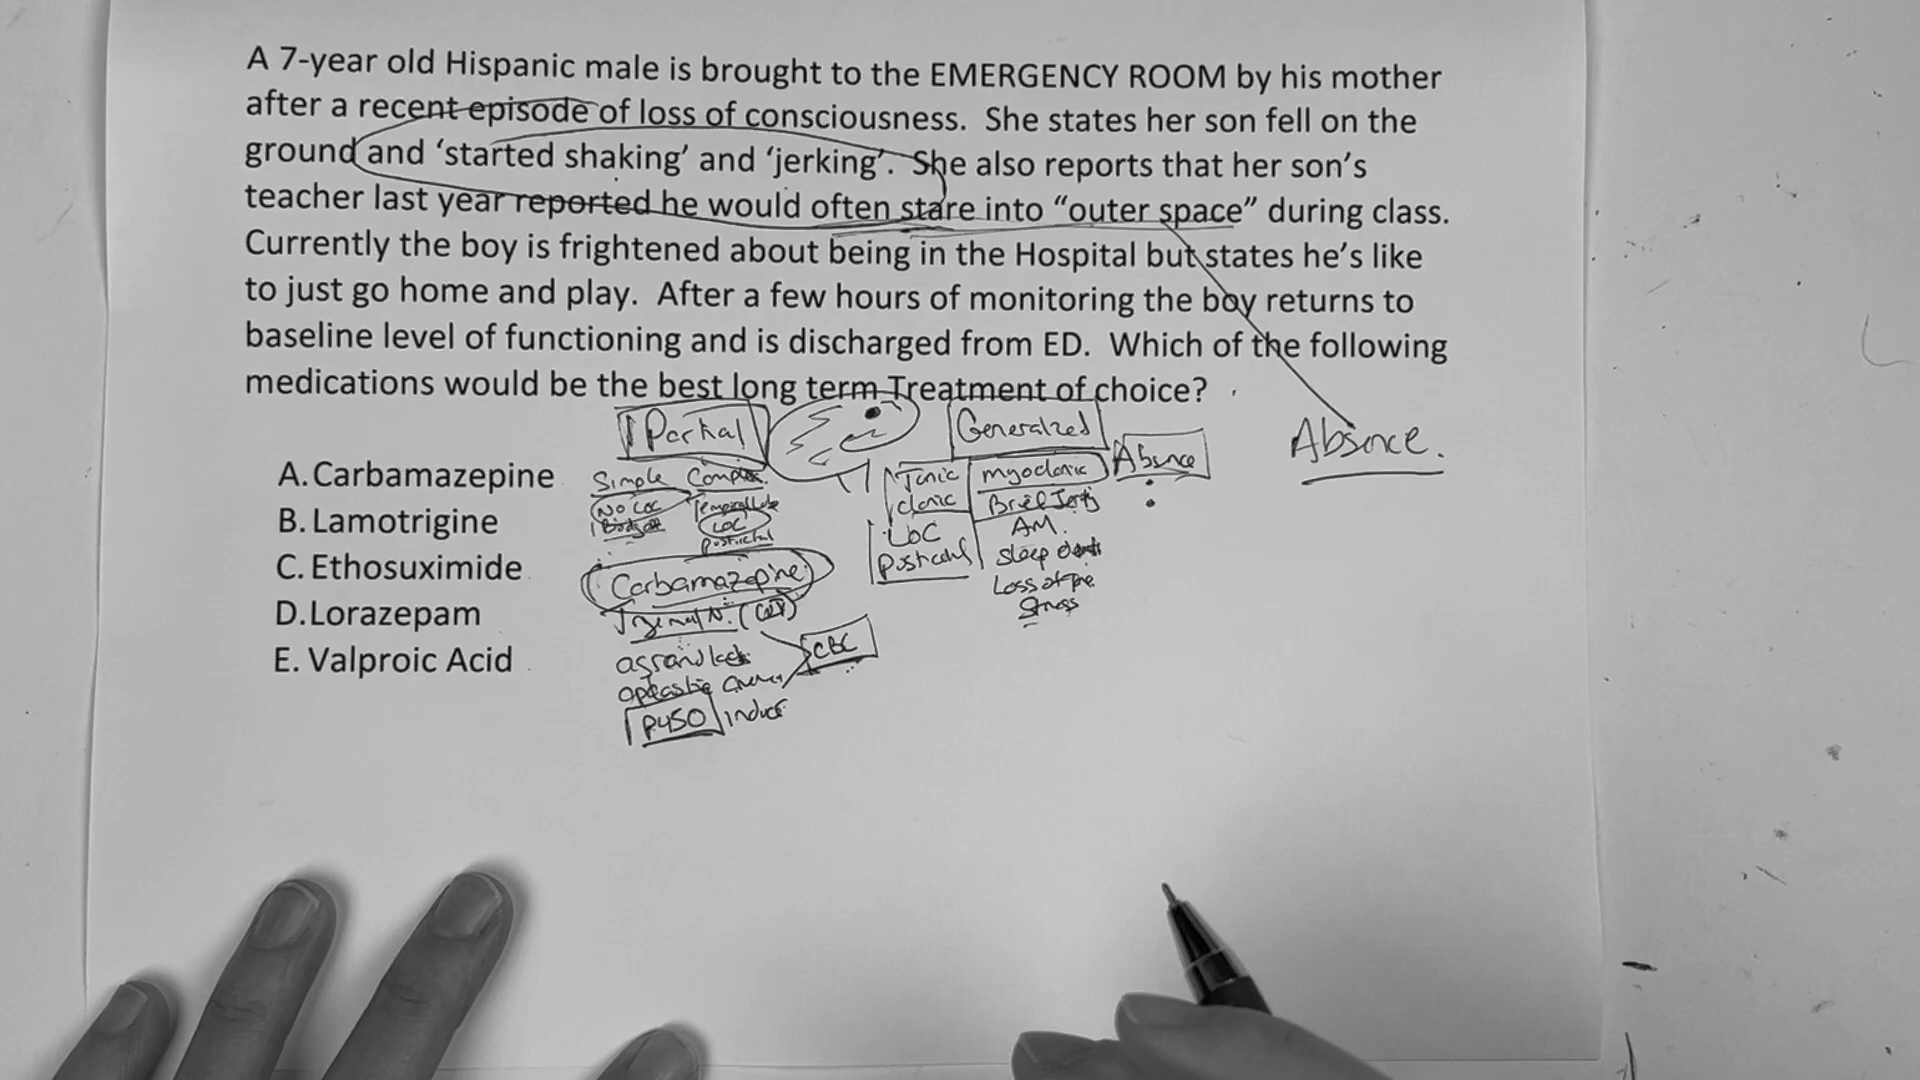 A 7-year old Hispanic male is brought to the EMERGENCY ROOM by his mother
after a recent episode of loss of consciousness. She states her son fell on the
ground and ‘started shaking’ and ‘jerking’. She also reports that her son’s
teacher last year reported he would often stare into “outer space” during class.
Currently the boy is frightened about being in the Hospital but states he’s like
to just go home and play. After a few hours of monitoring the boy returns to
baseline level of functioning and is discharged from ED. Which of the following
medications would be the best long term Treatment of choice?
A. Carbamazepine
B. Lamotrigine
C. Ethosuximide
D. Lorazepam
E. Valproic Acid
Partial
Simple Complex
No LOC
LOC
Carbamazepine
CBC
P450 induce
Generalzed
Tonic
clonic
LOC
myoclonic
Brief Jerks
AM.
Sleep
Loss of
Stress
Absence
Absence.